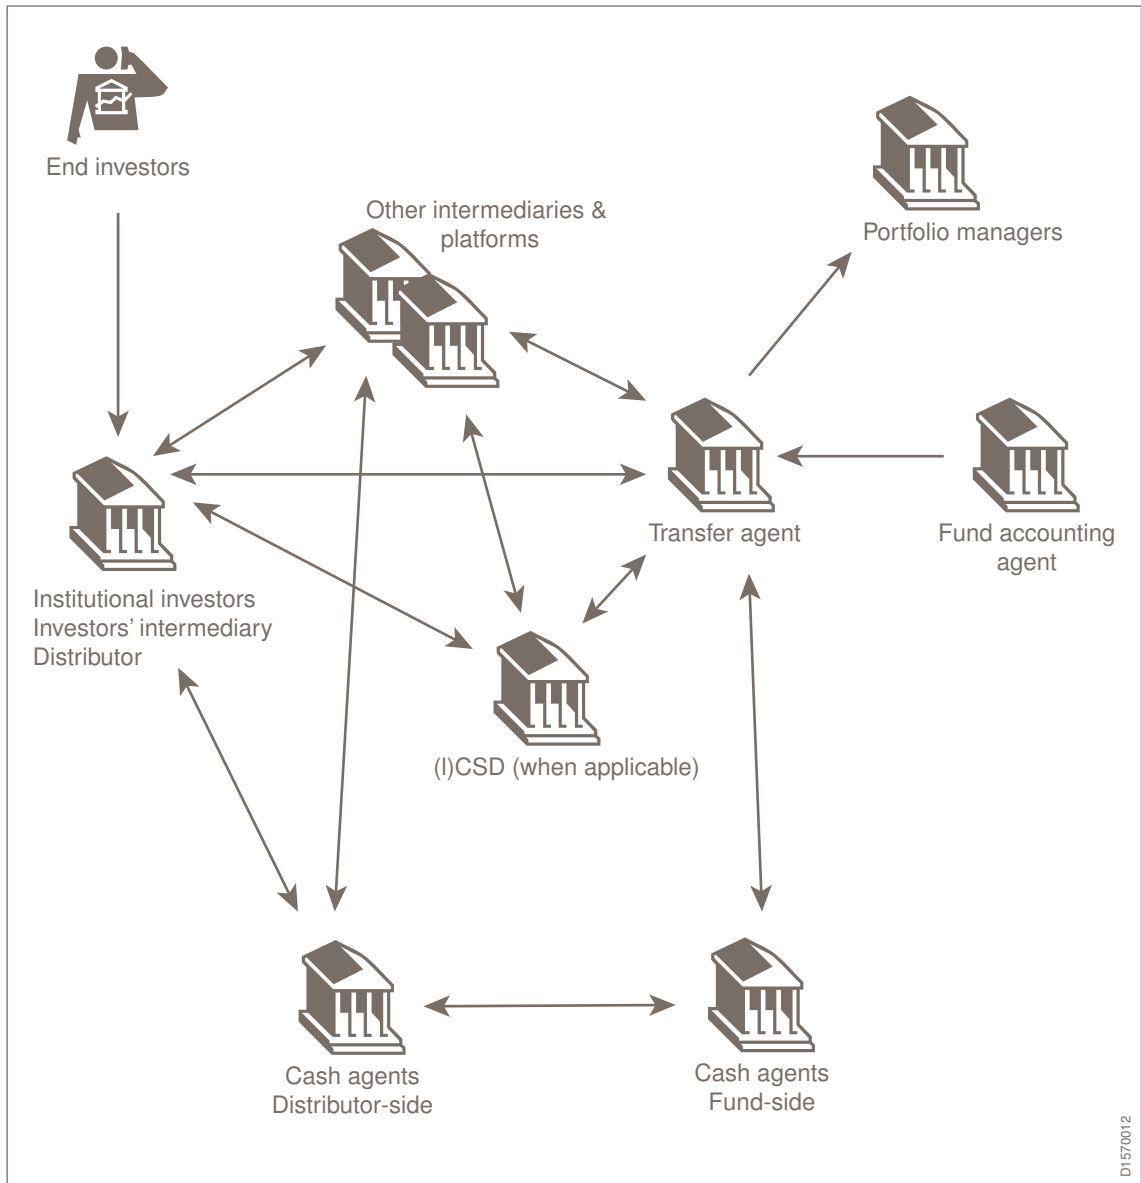 End investors
Other intermediaries &
platforms
Portfolio managers
Transfer agent
Fund accounting
agent
Institutional investors
Investors’ intermediary
Distributor
(I)CSD (when applicable)
Cash agents
Distributor-side
Cash agents
Fund-side
D1570012